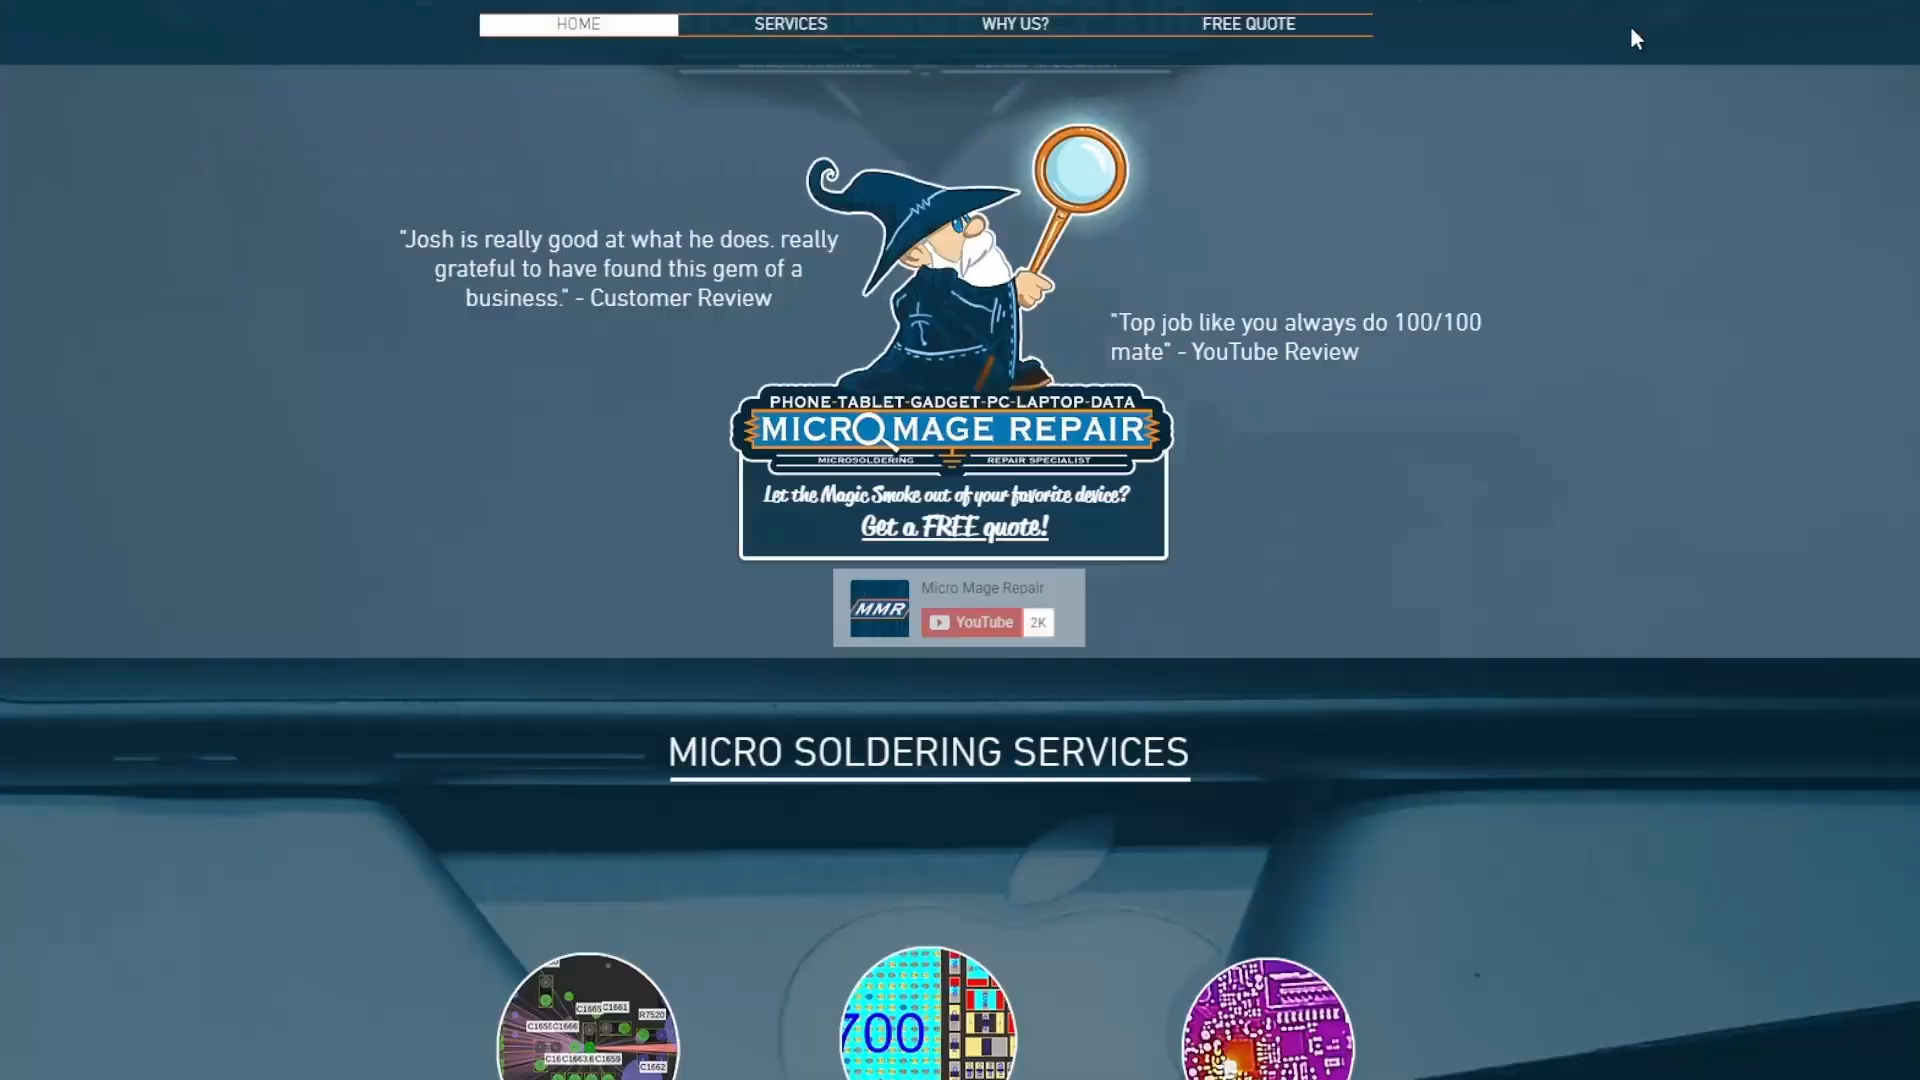 HOME
SERVICES
WHY US?
FREE QUOTE
"Josh is really good at what he does. really
grateful to have found this gem of a
business." - Customer Review
"Top job like you always do 100/100
mate" - YouTube Review
PHONE-TABLET-GADGET-PC-LAPTOP-DATA
MICROMAGE REPAIR
MICROSOLDERING REPAIR SPECIALIST
Let the Magic Smoke out of your favorite device?
Get a FREE quote!
MMR
Micro Mage Repair
YouTube 2K
MICRO SOLDERING SERVICES
C1665 C1661
R7520
C1666
C1659
C1662
700